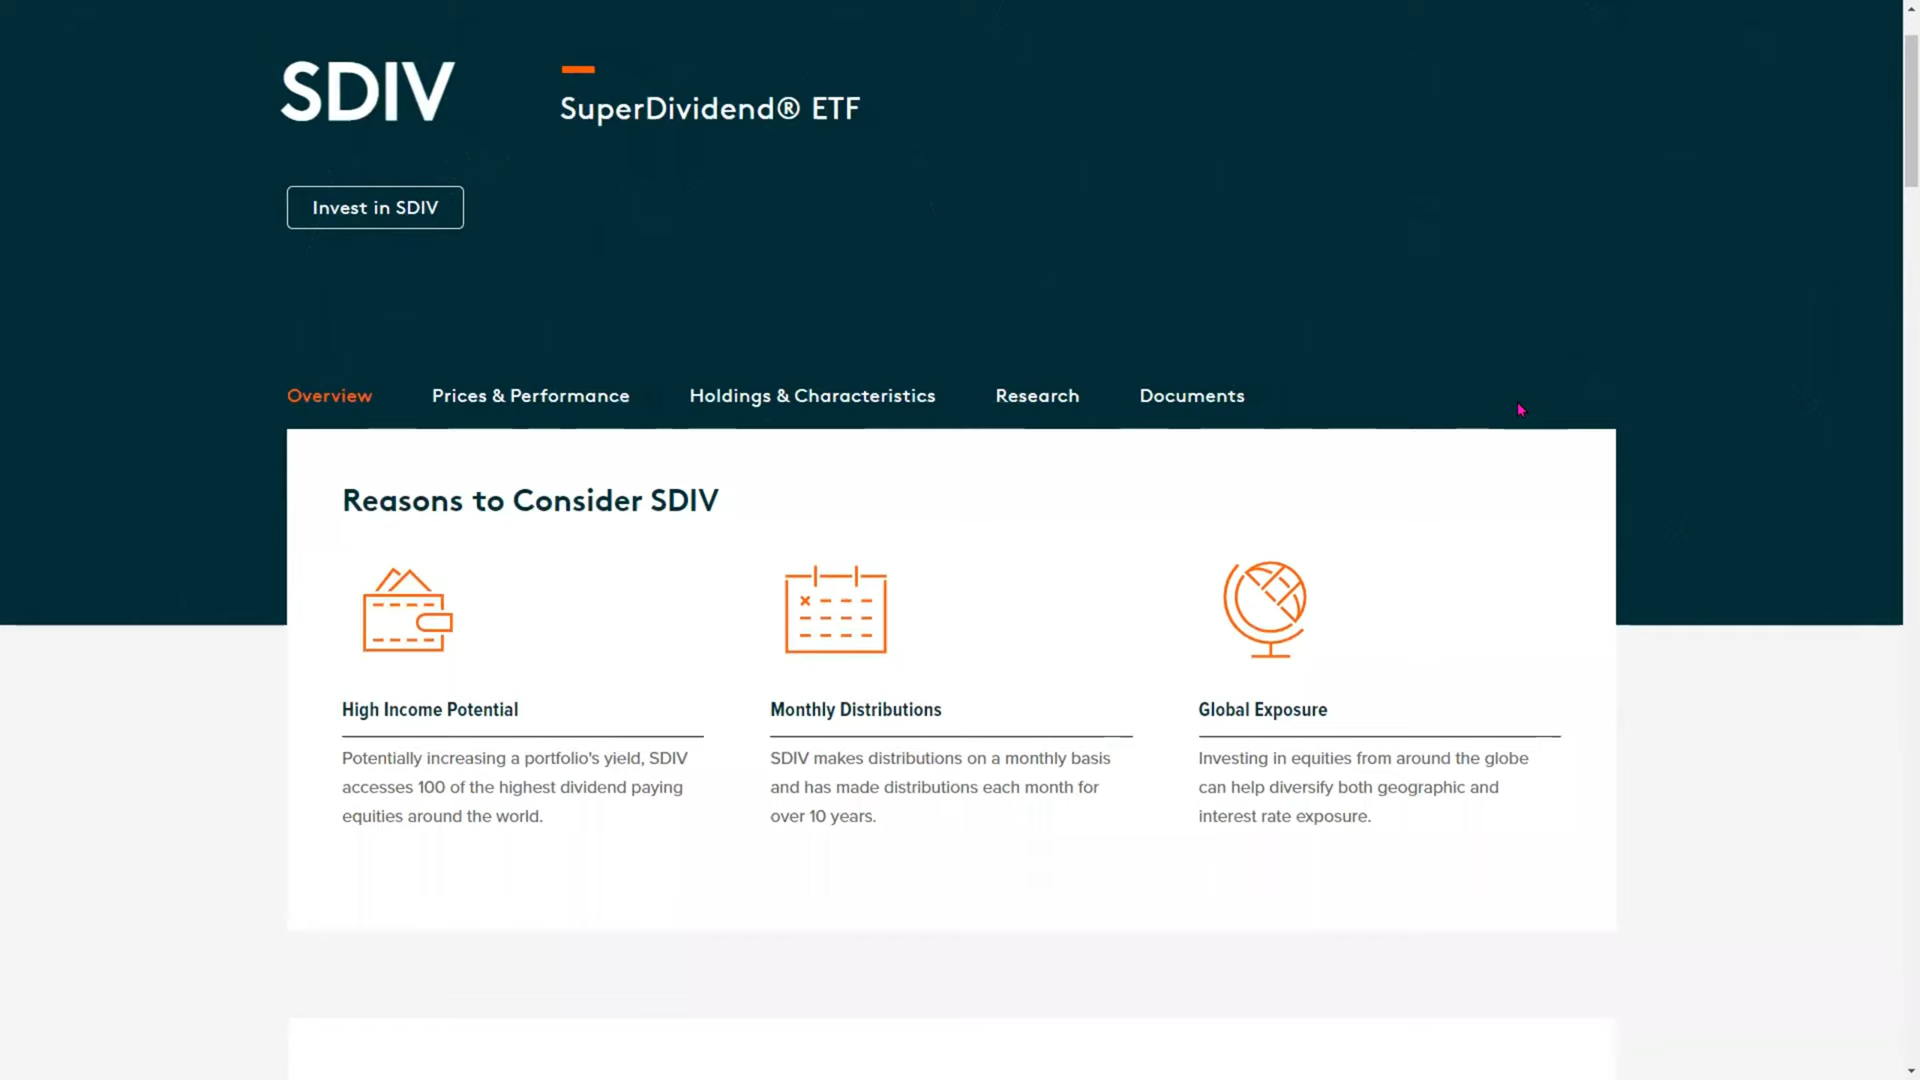 SDIV
SuperDividend® ETF
Invest in SDIV
Overview
Prices & Performance
Holdings & Characteristics
Research
Documents
Reasons to Consider SDIV
High Income Potential
Potentially increasing a portfolio's yield, SDIV
accesses 100 of the highest dividend paying
equities around the world.
Monthly Distributions
SDIV makes distributions on a monthly basis
and has made distributions each month for
over 10 years.
Global Exposure
Investing in equities from around the globe
can help diversify both geographic and
interest rate exposure.